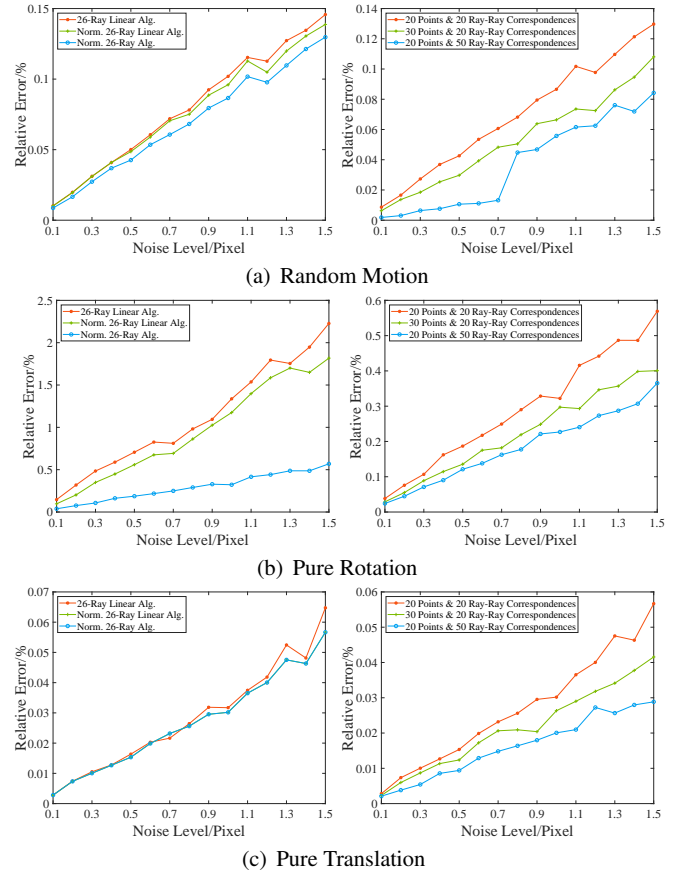 0.15
0.1
0.05
0
Relative Error/%
26-Ray Linear Alg.
Norm. 26-Ray Linear Alg.
Norm. 26-Ray Alg.
0.1 0.3 0.5 0.7 0.9 1.1 1.3 1.5
Noise Level/Pixel
0.14
0.12
0.1
0.08
0.06
0.04
0.02
0
Relative Error/%
20 Points & 20 Ray-Ray Correspondences
30 Points & 20 Ray-Ray Correspondences
20 Points & 50 Ray-Ray Correspondences
0.1 0.3 0.5 0.7 0.9 1.1 1.3 1.5
Noise Level/Pixel
(a) Random Motion
2.5
2
1.5
1
0.5
0
Relative Error/%
26-Ray Linear Alg.
Norm. 26-Ray Linear Alg.
Norm. 26-Ray Alg.
0.1 0.3 0.5 0.7 0.9 1.1 1.3 1.5
Noise Level/Pixel
0.6
0.5
0.4
0.3
0.2
0.1
0
Relative Error/%
20 Points & 20 Ray-Ray Correspondences
30 Points & 20 Ray-Ray Correspondences
20 Points & 50 Ray-Ray Correspondences
0.1 0.3 0.5 0.7 0.9 1.1 1.3 1.5
Noise Level/Pixel
(b) Pure Rotation
0.07
0.06
0.05
0.04
0.03
0.02
0.01
0
Relative Error/%
26-Ray Linear Alg.
Norm. 26-Ray Linear Alg.
Norm. 26-Ray Alg.
0.1 0.3 0.5 0.7 0.9 1.1 1.3 1.5
Noise Level/Pixel
0.06
0.05
0.04
0.03
0.02
0.01
0
Relative Error/%
20 Points & 20 Ray-Ray Correspondences
30 Points & 20 Ray-Ray Correspondences
20 Points & 50 Ray-Ray Correspondences
0.1 0.3 0.5 0.7 0.9 1.1 1.3 1.5
Noise Level/Pixel
(c) Pure Translation